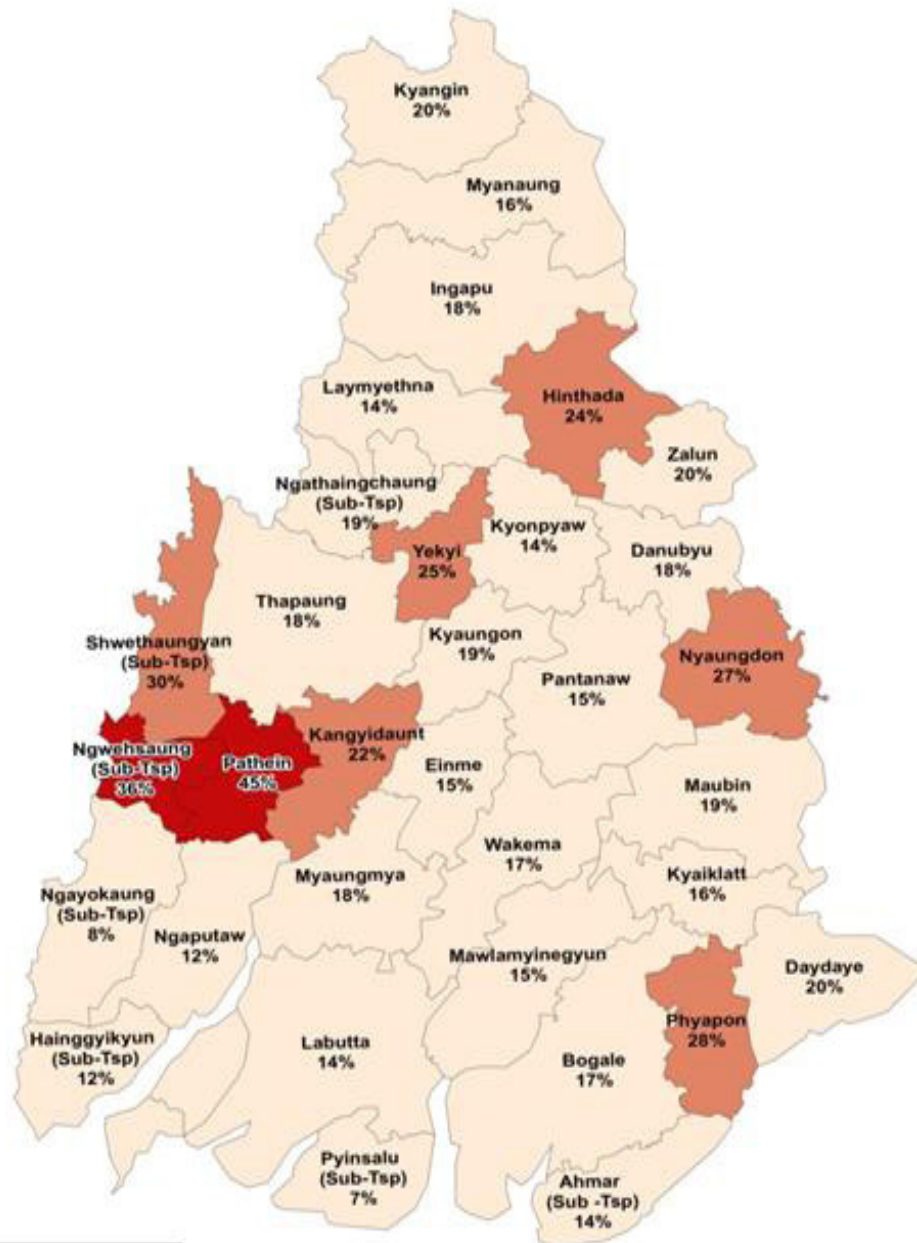 Kyangin
20%
Myanaung
16%
Ingapu
18%
Hinthada
24%
Laymyethna
14%
Zalun
20%
Ngathaingchaung
(Sub-Tsp)
19%
Kyonpyaw
14%
Yekyi
25%
Danubyu
18%
Thapaung
18%
Shwethaungyan
(Sub-Tsp)
30%
Kyaungon
19%
Nyaungdon
27%
Pantanaw
15%
Kangyidaunt
22%
Ngwehsaung
(Sub-Tsp)
36%
Pathein
45%
Einme
15%
Maubin
19%
Wakema
17%
Kyaiklatt
16%
Myaungmya
18%
Ngayokaung
(Sub-Tsp)
8%
Ngaputaw
12%
Mawlamyinegyun
15%
Daydaye
20%
Phyapon
28%
Hainggyikyun
(Sub-Tsp)
12%
Labutta
14%
Bogale
17%
Pyinsalu
(Sub-Tsp)
7%
Ahmar
(Sub -Tsp)
14%